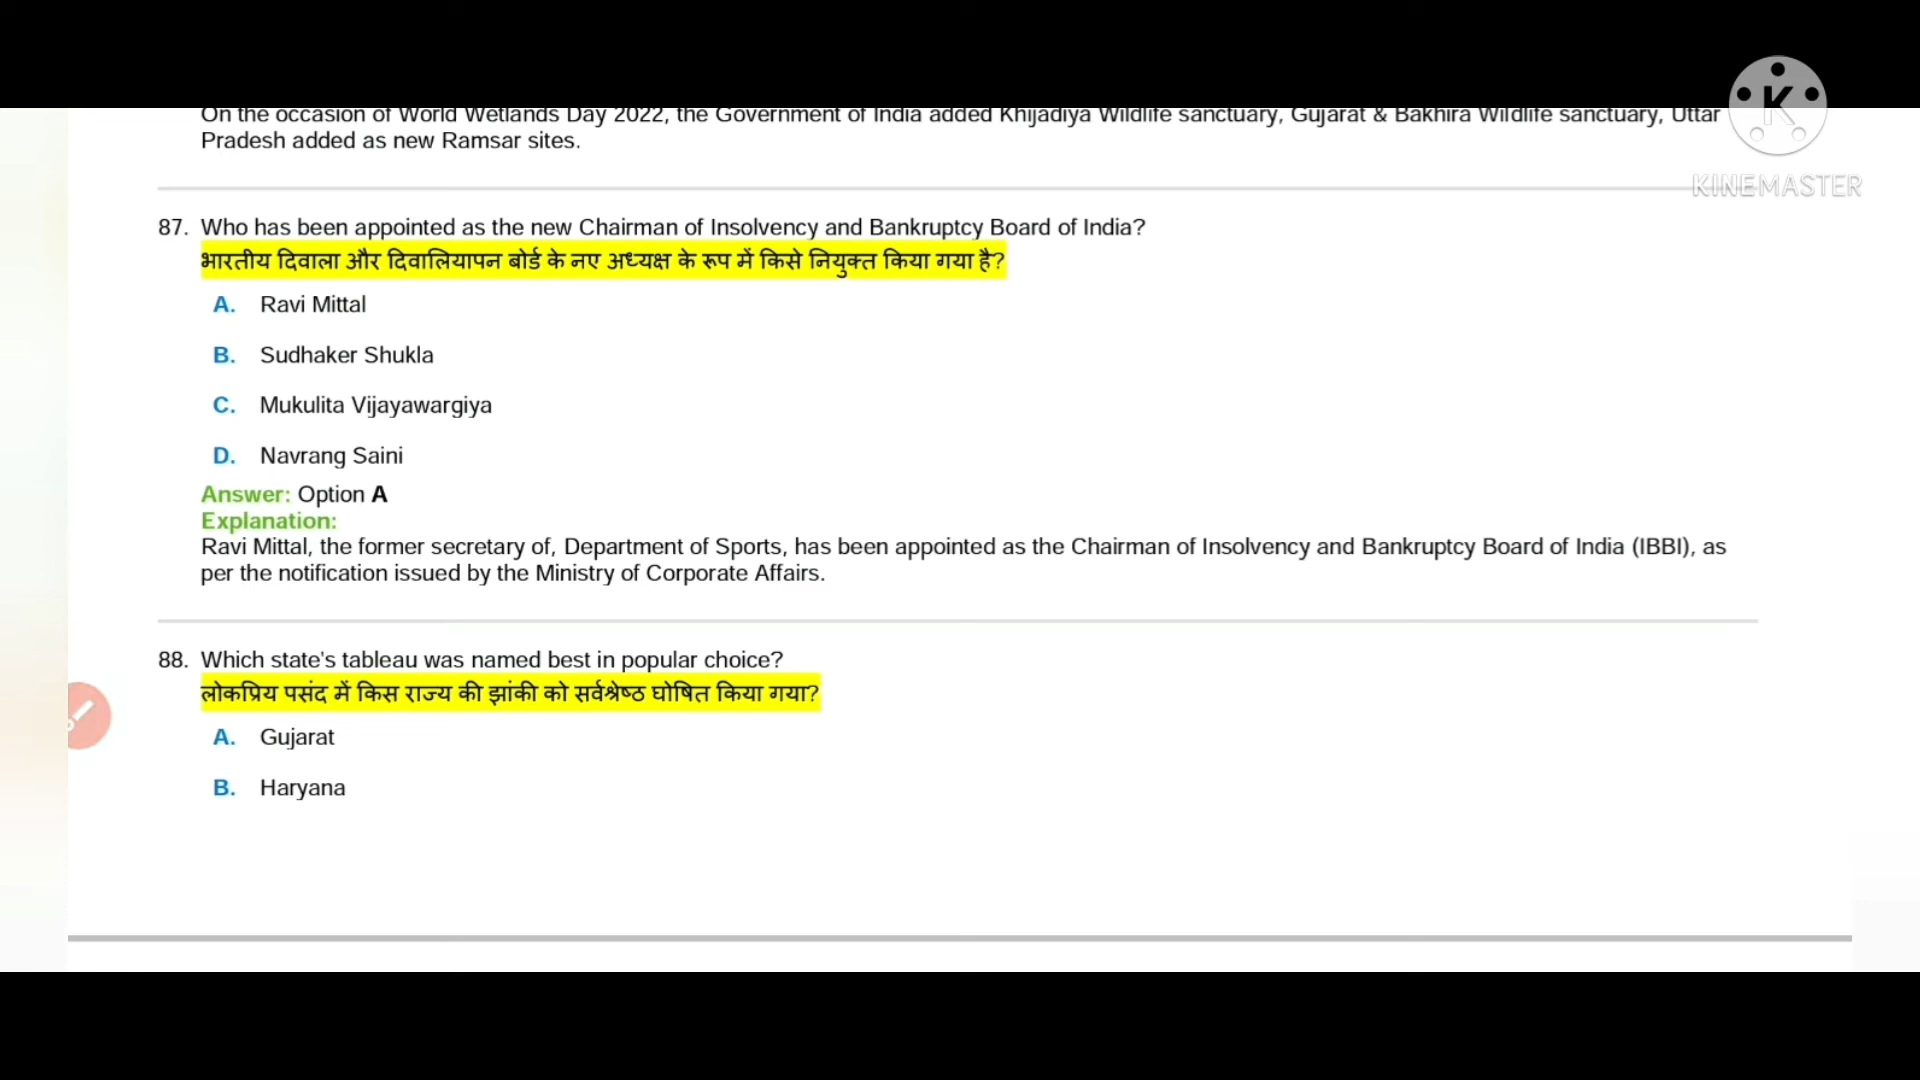 On the occasion of World Wetlands Day 2022, the Government of India added Khijadiya Wildlife sanctuary, Gujarat & Bakhira Wildlife sanctuary, Uttar
Pradesh added as new Ramsar sites.
K
KINEMASTER
87. Who has been appointed as the new Chairman of Insolvency and Bankruptcy Board of India?
भारतीय दिवाला और दिवालियापन बोर्ड के नए अध्यक्ष के रूप में किसे नियुक्त किया गया है?
A. Ravi Mittal
B. Sudhaker Shukla
C. Mukulita Vijayawargiya
D. Navrang Saini
Answer: Option A
Explanation:
Ravi Mittal, the former secretary of, Department of Sports, has been appointed as the Chairman of Insolvency and Bankruptcy Board of India (IBBI), as
per the notification issued by the Ministry of Corporate Affairs.
88. Which state's tableau was named best in popular choice?
लोकप्रिय पसंद में किस राज्य की झांकी को सर्वश्रेष्ठ घोषित किया गया?
A. Gujarat
B. Haryana